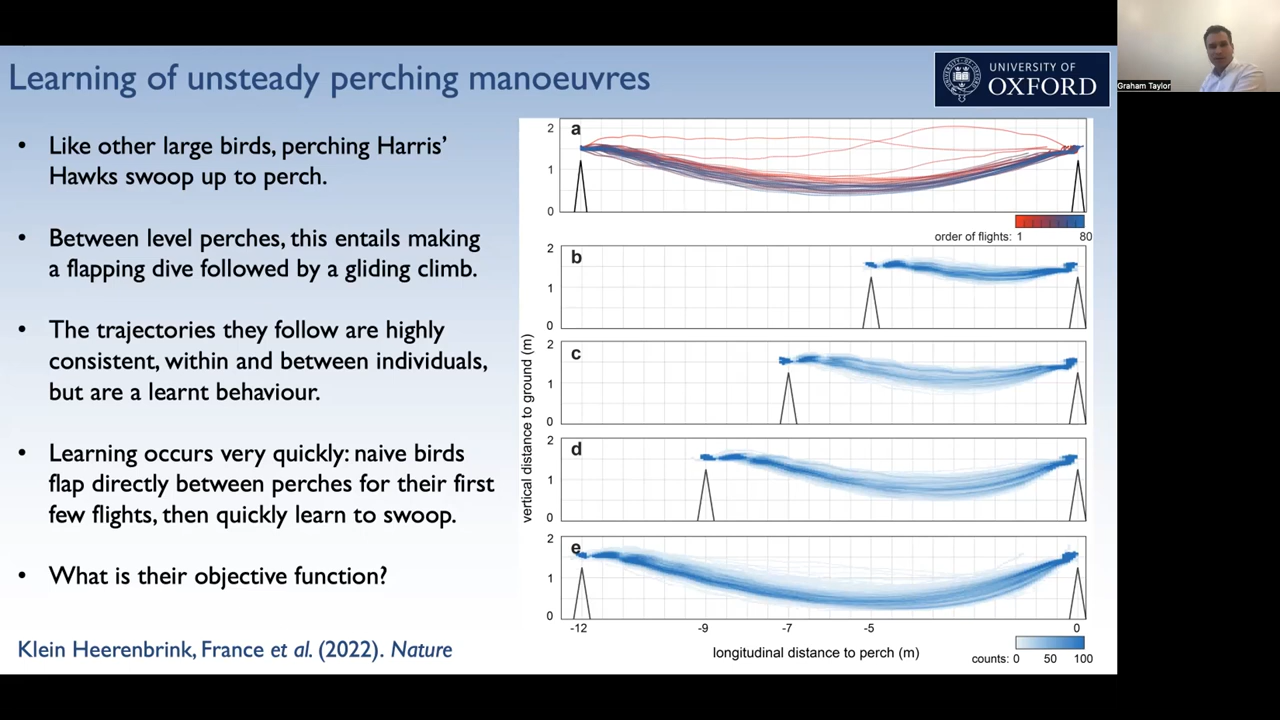 Learning of unsteady perching manoeuvres
UNIVERSITY OF
OXFORD
Graham Taylor
• Like other large birds, perching Harris'
Hawks swoop up to perch.
• Between level perches, this entails making
a flapping dive followed by a gliding climb.
• The trajectories they follow are highly
consistent, within and between individuals,
but are a learnt behaviour.
• Learning occurs very quickly: naive birds
flap directly between perches for their first
few flights, then quickly learn to swoop.
• What is their objective function?
Klein Heerenbrink, France et al. (2022). Nature
a
2
1
0
order of flights: 1 80
b
2
1
0
c
2
1
0
d
2
1
0
e
2
1
0
vertical distance to ground (m)
-12 -9 -7 -5 0
longitudinal distance to perch (m)
counts: 0 50 100